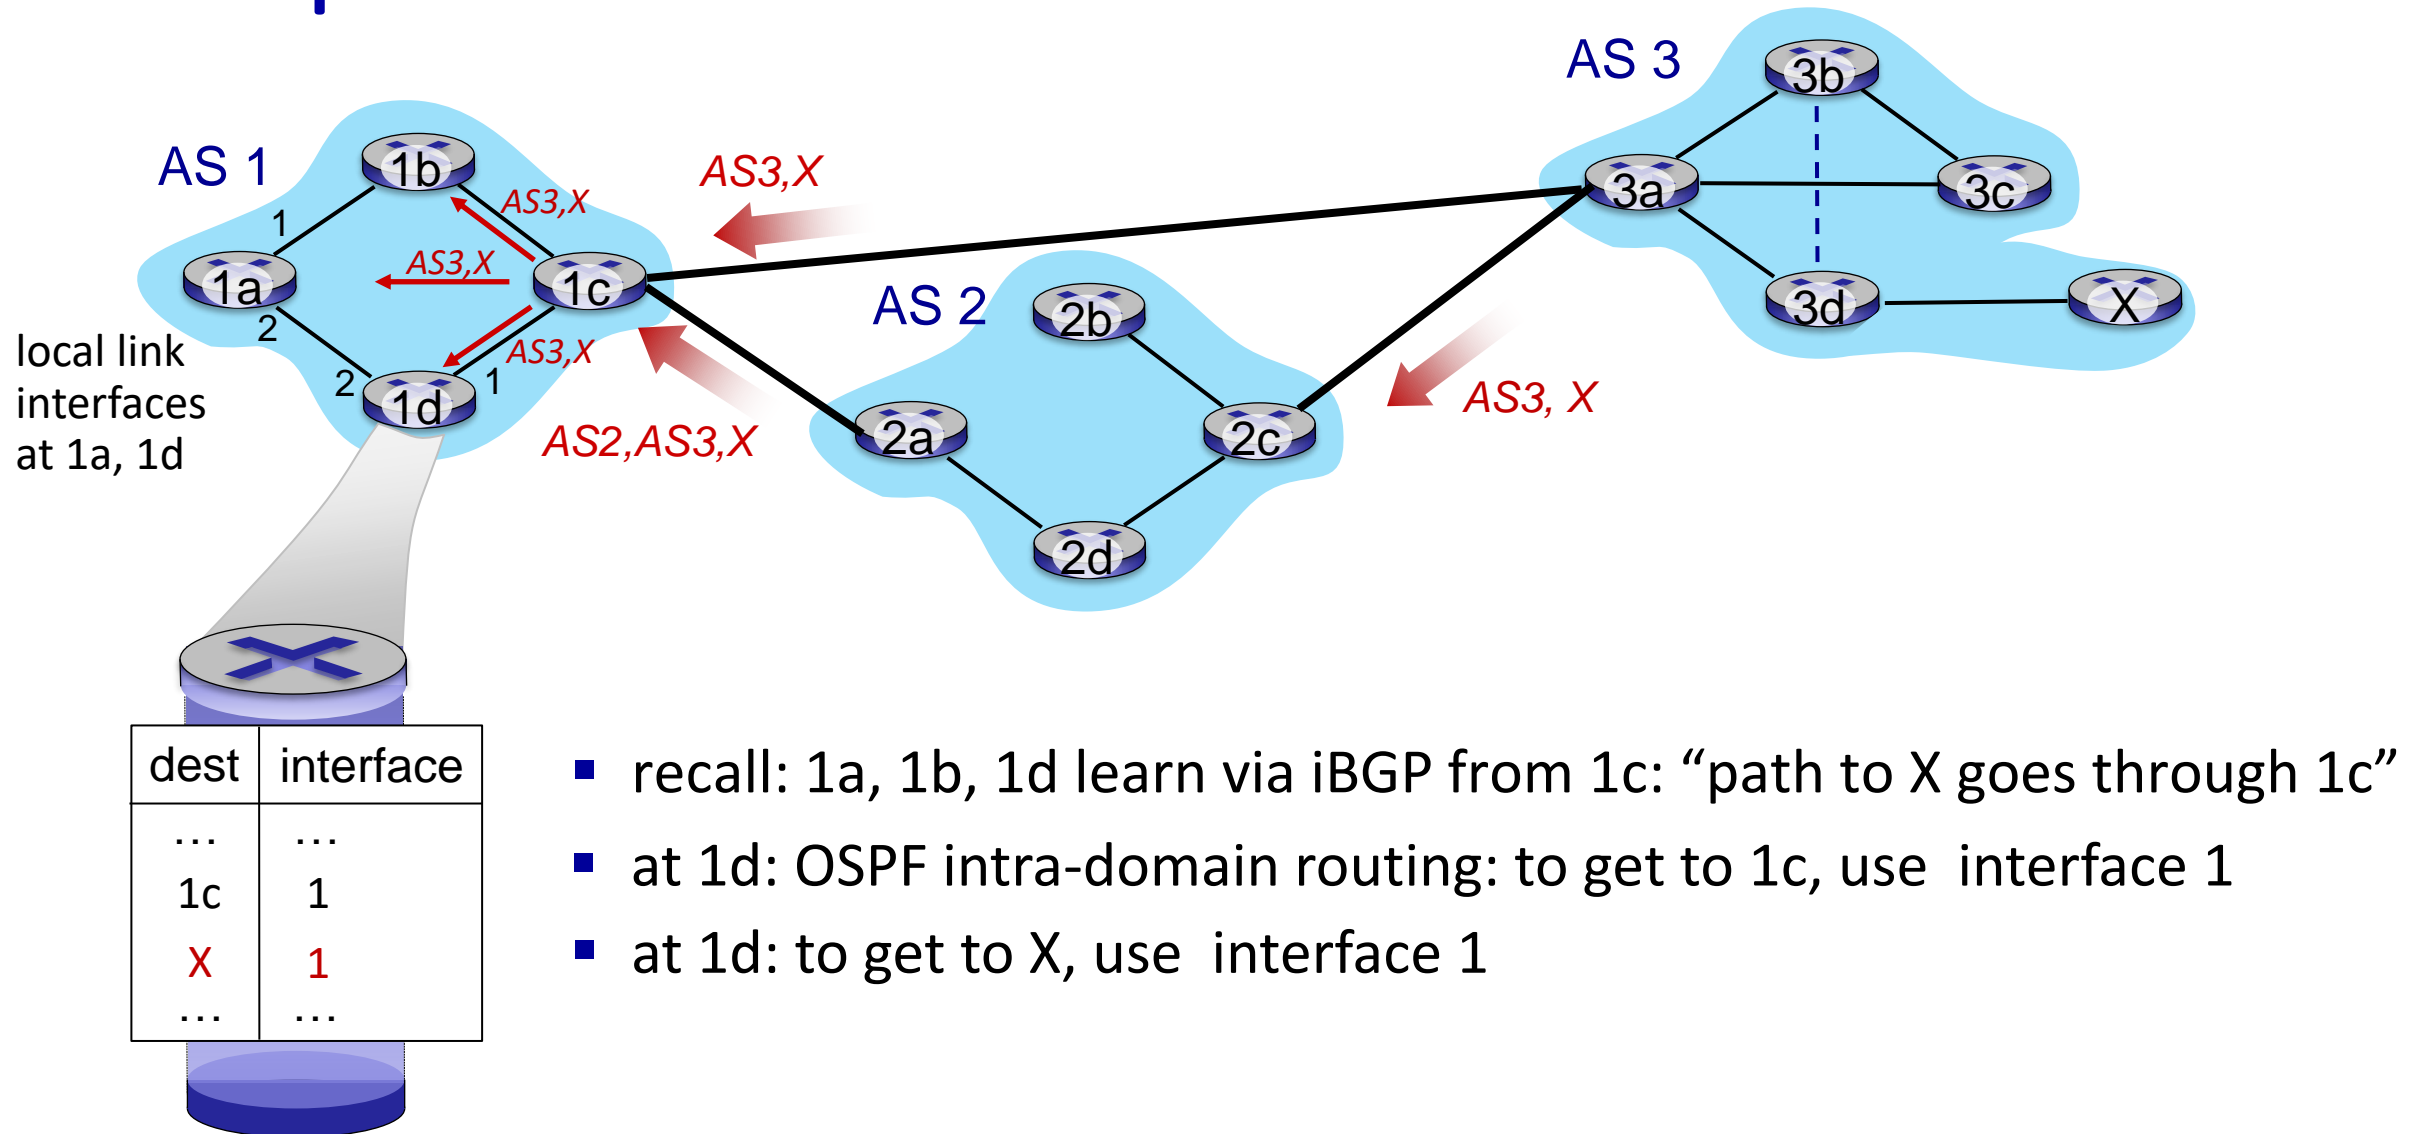 AS 3
3b
AS 1
1b
AS3,X
3a
3c
AS3,X
1
AS3,X
1a
1c
AS 2
2b
3d
X
2
local link
interfaces
at 1a, 1d
AS3,X
2
1
1d
AS3, X
AS2,AS3,X
2a
2c
2d
dest interface
... ...
1c 1
X 1
... ...
▪ recall: 1a, 1b, 1d learn via iBGP from 1c: “path to X goes through 1c”
▪ at 1d: OSPF intra-domain routing: to get to 1c, use interface 1
▪ at 1d: to get to X, use interface 1